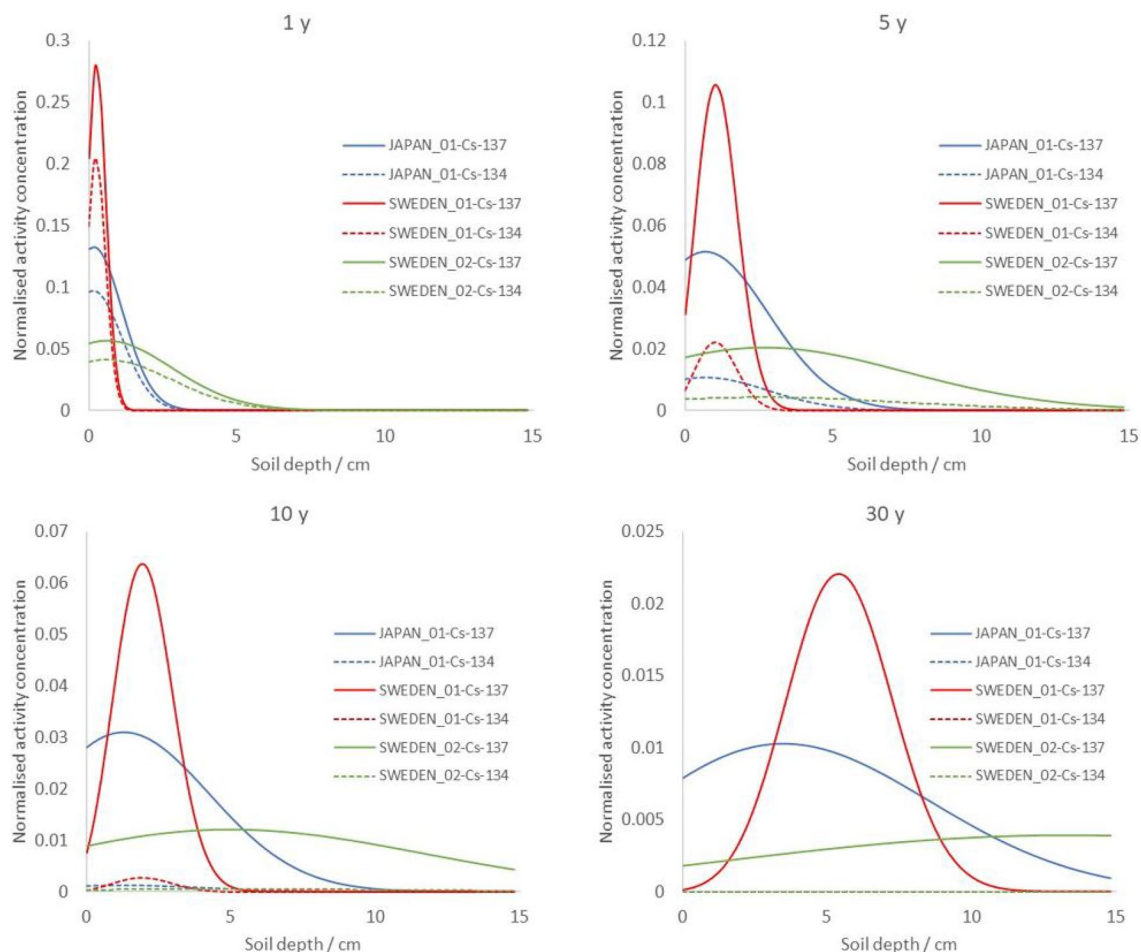 1 y
0.3
0.25
0.2
0.15
0.1
0.05
0
Normalised activity concentration
0 5 10 15
Soil depth / cm
JAPAN_01-Cs-137
JAPAN_01-Cs-134
SWEDEN_01-Cs-137
SWEDEN_01-Cs-134
SWEDEN_02-Cs-137
SWEDEN_02-Cs-134
5 y
0.12
0.1
0.08
0.06
0.04
0.02
0
Normalised activity concentration
0 5 10 15
Soil depth / cm
JAPAN_01-Cs-137
JAPAN_01-Cs-134
SWEDEN_01-Cs-137
SWEDEN_01-Cs-134
SWEDEN_02-Cs-137
SWEDEN_02-Cs-134
10 y
0.07
0.06
0.05
0.04
0.03
0.02
0.01
0
Normalised activity concentration
0 5 10 15
Soil depth / cm
JAPAN_01-Cs-137
JAPAN_01-Cs-134
SWEDEN_01-Cs-137
SWEDEN_01-Cs-134
SWEDEN_02-Cs-137
SWEDEN_02-Cs-134
30 y
0.025
0.02
0.015
0.01
0.005
0
Normalised activity concentration
0 5 10 15
Soil depth / cm
JAPAN_01-Cs-137
JAPAN_01-Cs-134
SWEDEN_01-Cs-137
SWEDEN_01-Cs-134
SWEDEN_02-Cs-137
SWEDEN_02-Cs-134